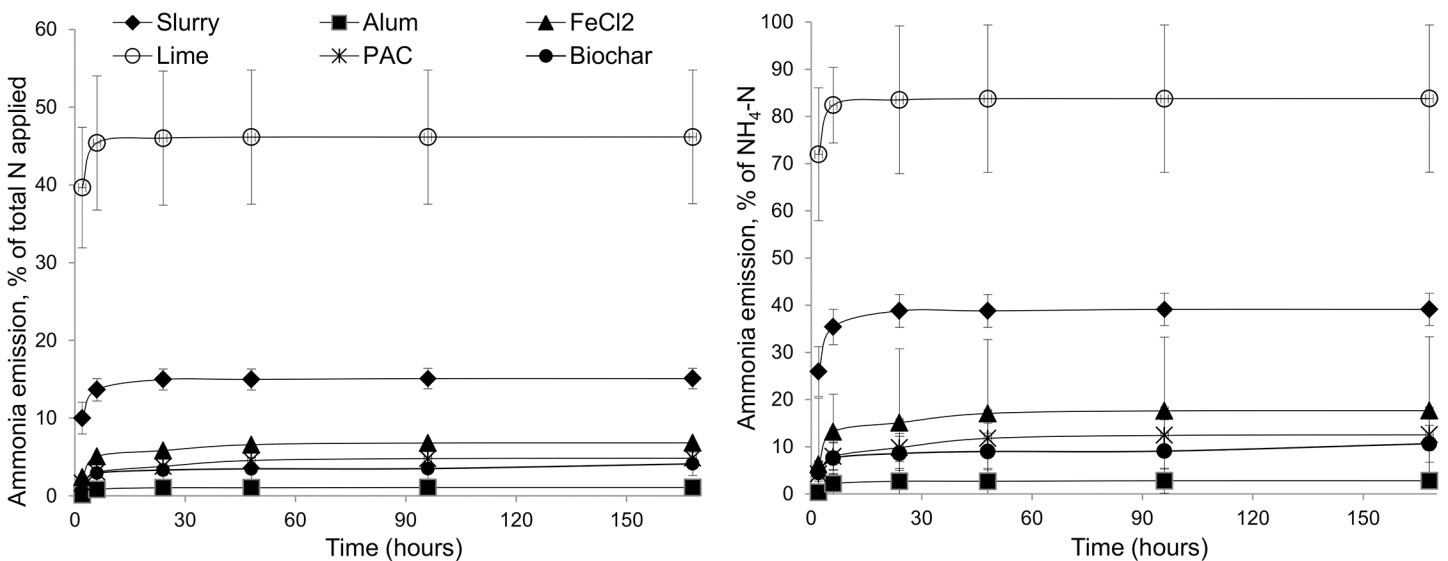 Slurry Alum FeCl2
Lime PAC Biochar
Ammonia emission, % of total N applied
60
50
40
30
20
10
0
0 30 60 90 120 150
Time (hours)
Ammonia emission, % of NH₄-N
100
90
80
70
60
50
40
30
20
10
0
0 30 60 90 120 150
Time (hours)